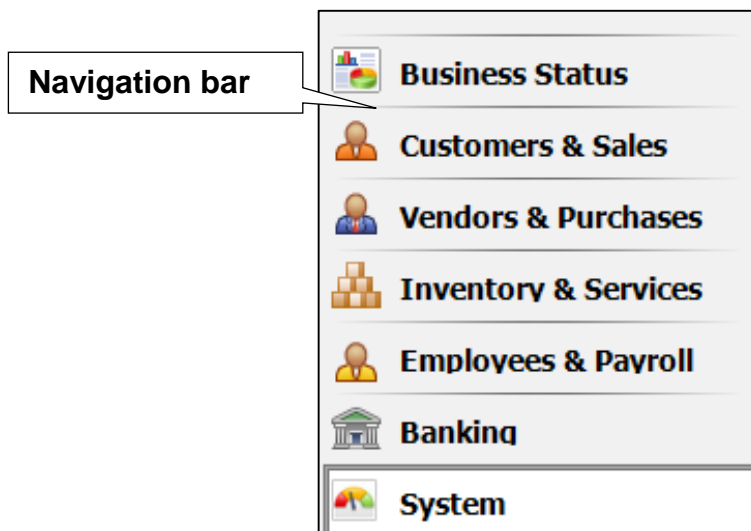 Navigation bar
Business Status
Customers & Sales
Vendors & Purchases
Inventory & Services
Employees & Payroll
Banking
System